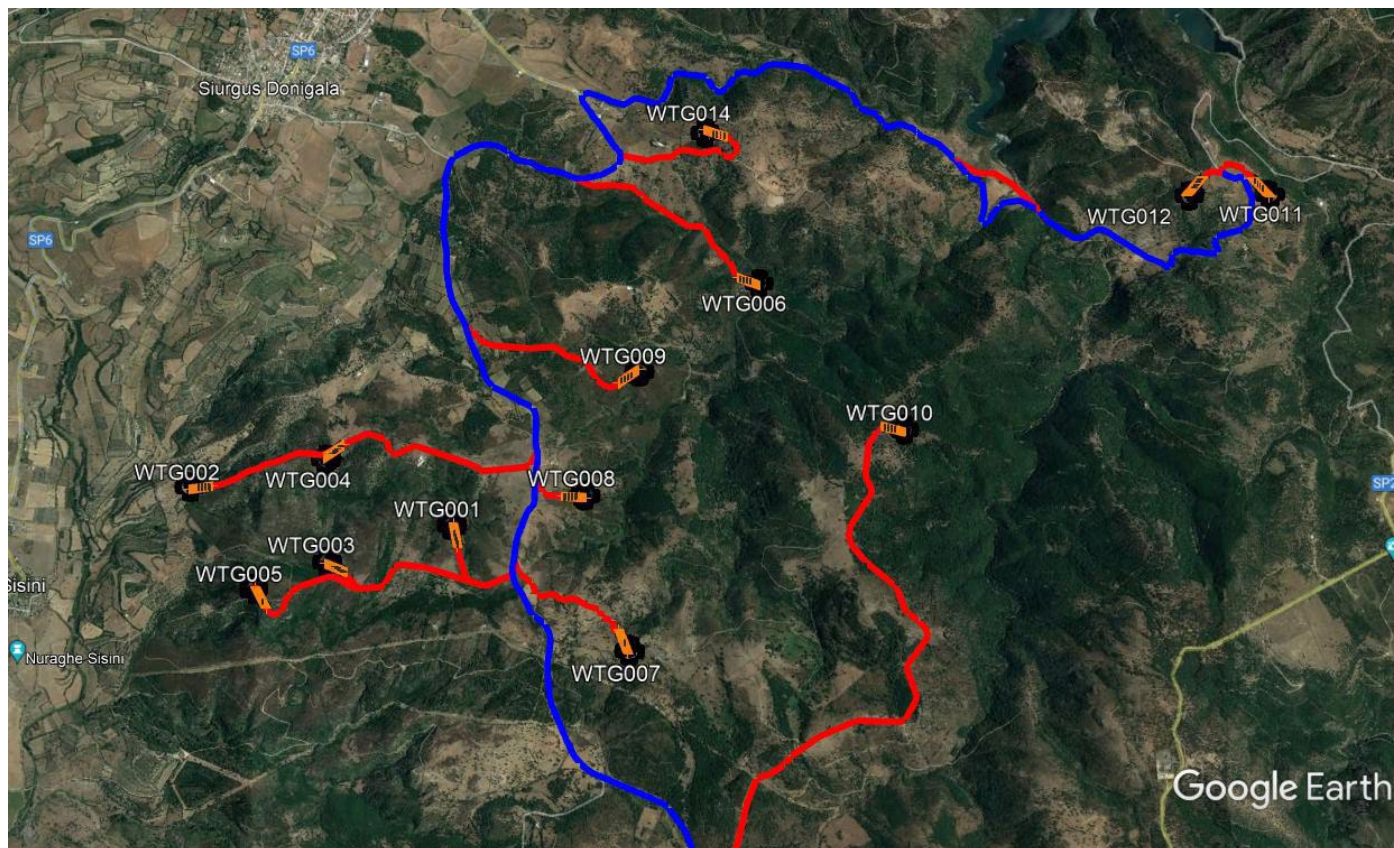 SP6
Siurgus Donigala
WTG014
WTG012
WTG011
SP6
WTG006
WTG009
WTG010
WTG002
WTG004
WTG008
SP2
WTG001
WTG003
WTG005
Sisini
Nuraghe Sisini
WTG007
Google Earth